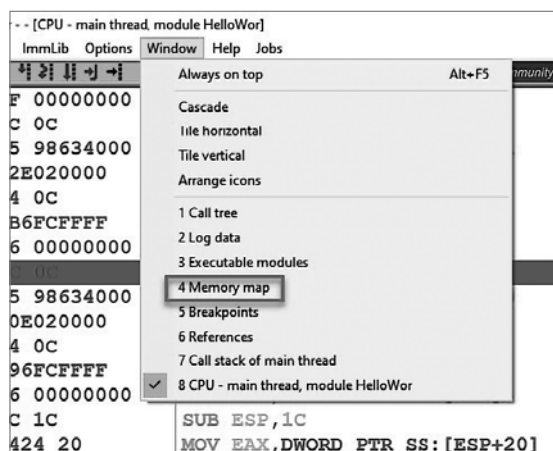 - - [CPU - main thread, module HelloWor]
ImmLib Options Window Help Jobs
Always on top Alt+F5
Cascade
Tile horizontal
Tile vertical
Arrange icons
1 Call tree
2 Log data
3 Executable modules
4 Memory map
5 Breakpoints
6 References
7 Call stack of main thread
8 CPU - main thread, module HelloWor
F 00000000
C 0C
5 98634000
2E020000
4 0C
B6FCFFFF
6 00000000
C 0C
5 98634000
0E020000
4 0C
96FCFFFF
6 00000000
C 1C SUB ESP,1C
424 20 MOV EAX,DWORD PTR SS:[ESP+20]